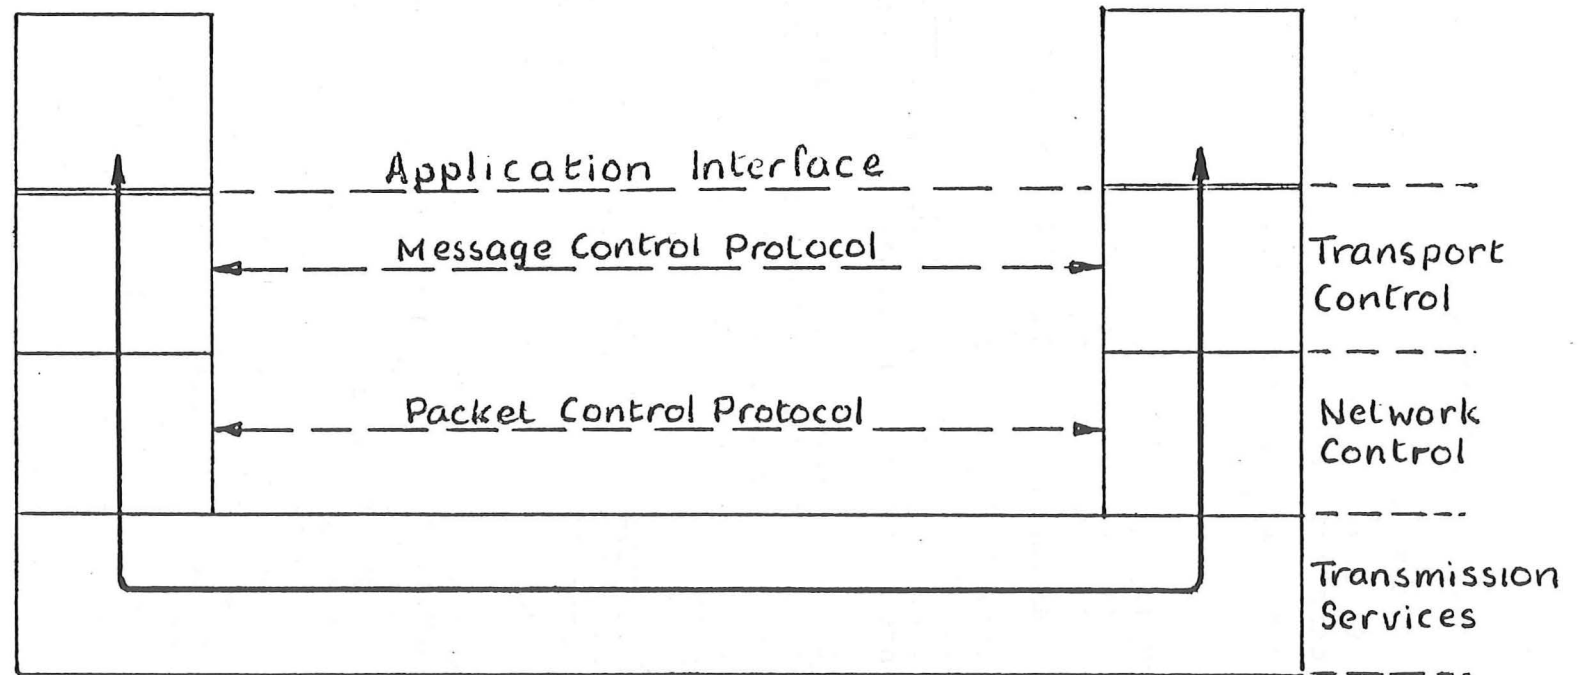 Application Interface
Message Control Protocol
Transport
Control
Packet Control Protocol
Network
Control
Transmission
Services